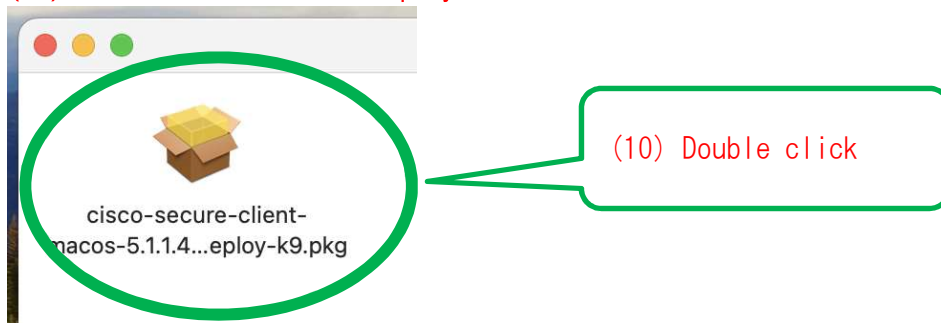 (10) Double click
cisco-secure-client-
macos-5.1.1.4...eploy-k9.pkg